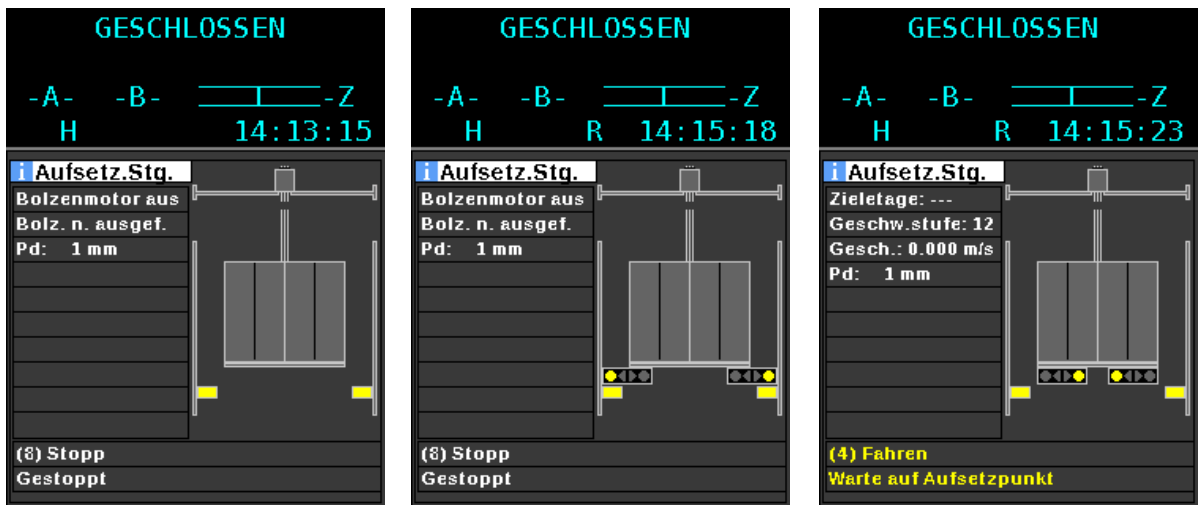 GESCHLOSSEN
-A- -B- -Z
H 14:13:15
i Aufsetz.Stg.
Bolzenmotor aus
Bolz. n. ausgef.
Pd: 1 mm
(8) Stopp
Gestoppt
GESCHLOSSEN
-A- -B- -Z
H R 14:15:18
i Aufsetz.Stg.
Bolzenmotor aus
Bolz. n. ausgef.
Pd: 1 mm
(8) Stopp
Gestoppt
GESCHLOSSEN
-A- -B- -Z
H R 14:15:23
i Aufsetz.Stg.
Zieletage: ---
Geschw.stufe: 12
Gesch.: 0.000 m/s
Pd: 1 mm
(4) Fahren
Warte auf Aufsetzpunkt